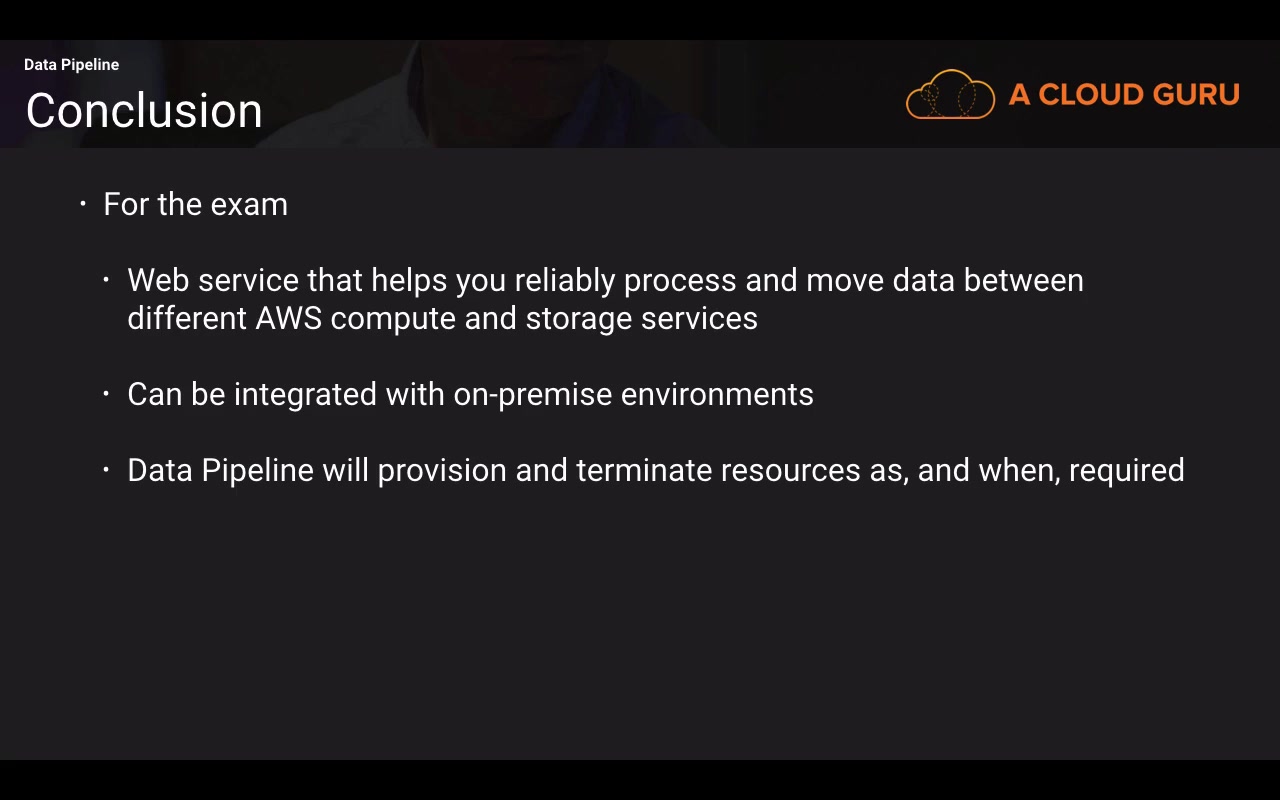 Data Pipeline
Conclusion
A CLOUD GURU
· For the exam
· Web service that helps you reliably process and move data between
different AWS compute and storage services
· Can be integrated with on-premise environments
· Data Pipeline will provision and terminate resources as, and when, required